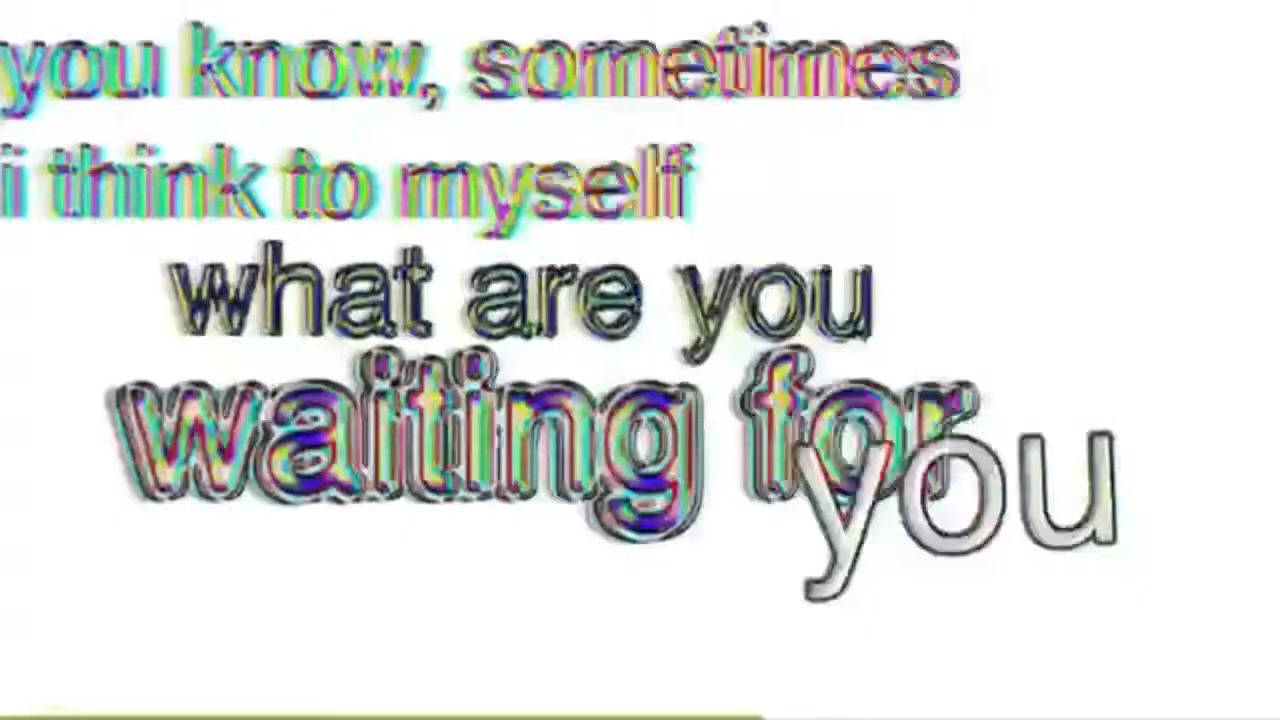 you know, sometimes
i think to myself
what are you
waiting for
you